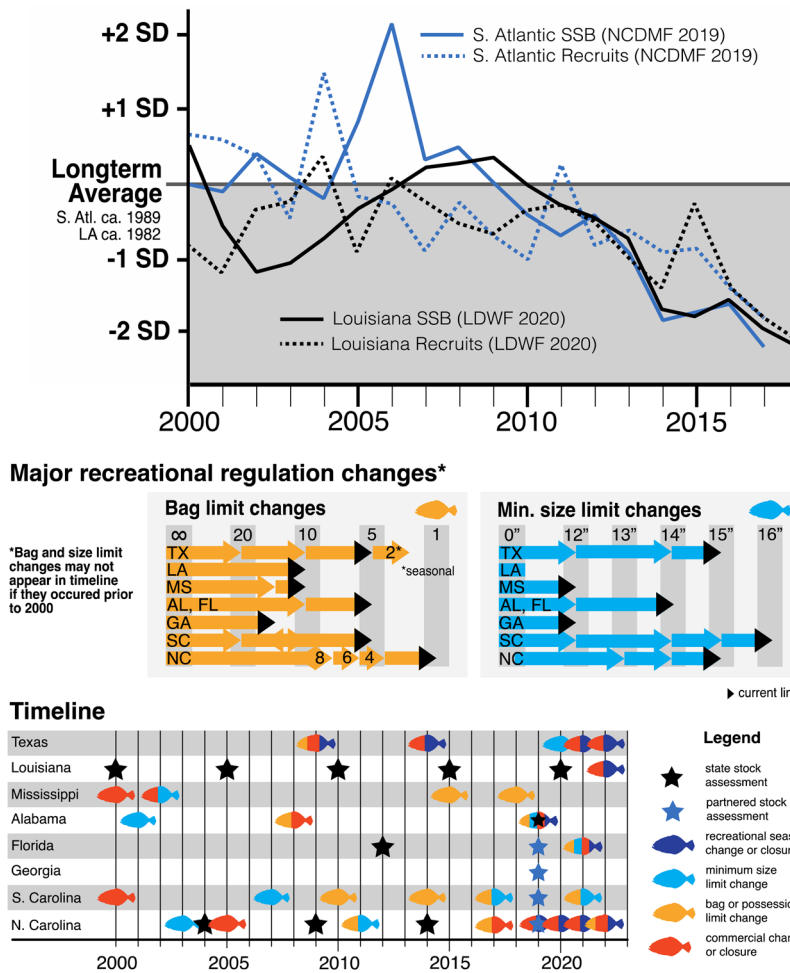 +2 SD
S. Atlantic SSB (NCDMF 2019)
S. Atlantic Recruits (NCDMF 2019)
+1 SD
Longterm
Average
S. Atl. ca. 1989
LA ca. 1982
-1 SD
Louisiana SSB (LDWF 2020)
-2 SD
Louisiana Recruits (LDWF 2020)
2000 2005 2010 2015
Major recreational regulation changes*
Bag limit changes
∞ 20 10 5 1
TX 2*
LA *seasonal
MS
AL, FL
GA
SC
NC 8 6 4
*Bag and size limit
changes may not
appear in timeline
if they occured prior
to 2000
Min. size limit changes
0" 12" 13" 14" 15" 16"
TX
LA
MS
AL, FL
GA
SC
NC
current lin
Timeline
Texas
Louisiana
Mississippi
Alabama
Florida
Georgia
S. Carolina
N. Carolina
2000 2005 2010 2015 2020
Legend
state stock
assessment
partnered stock
assessment
recreational seas
change or closur
minimum size
limit change
bag or possessi
limit change
commercial chan
or closure